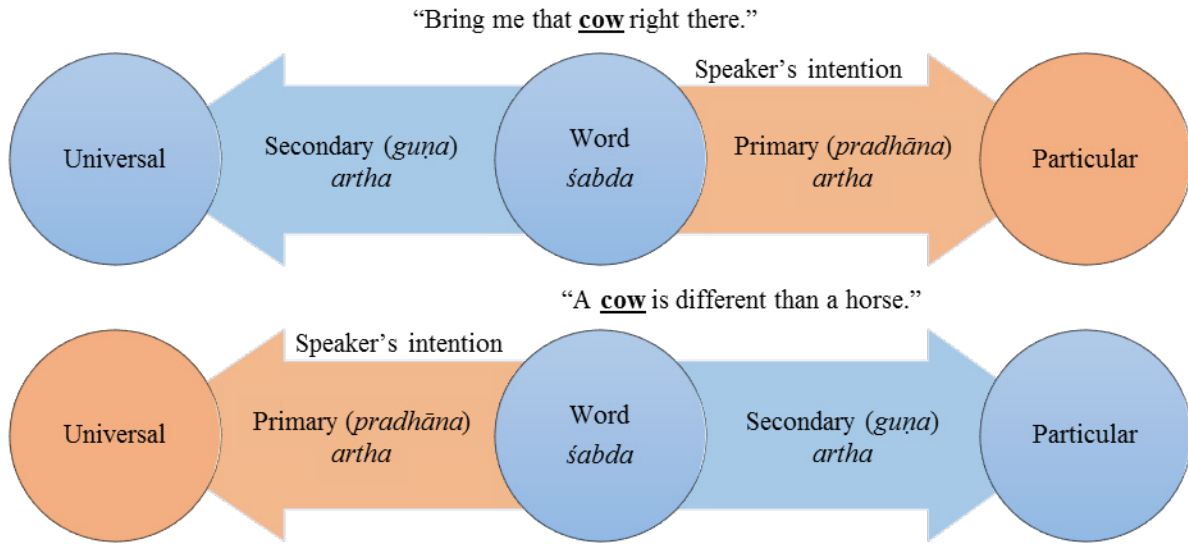 “Bring me that cow right there.”
Speaker’s intention
Universal
Secondary (guṇa)
artha
Word
śabda
Primary (pradhāna)
artha
Particular
“A cow is different than a horse.”
Speaker’s intention
Universal
Primary (pradhāna)
artha
Word
śabda
Secondary (guṇa)
artha
Particular